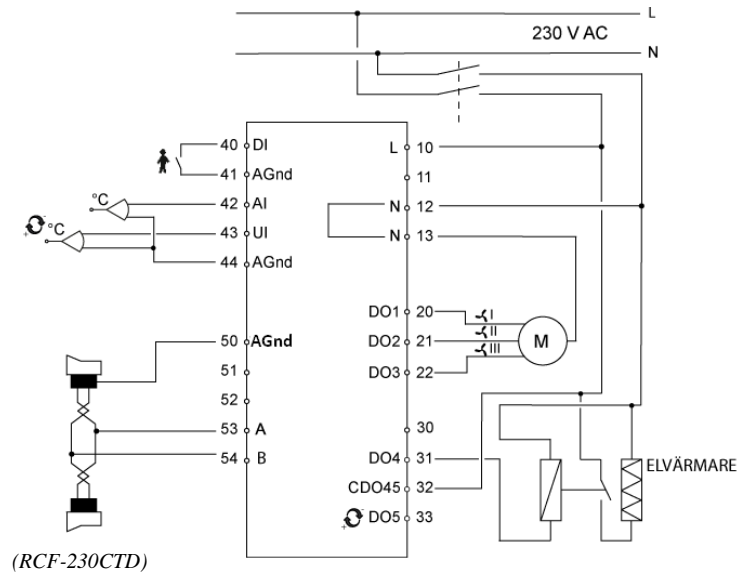 L
230 V AC
N
40 DI
41 AGnd
°C
42 AI
°C
43 UI
44 AGnd
50 AGnd
51
52
53 A
54 B
L 10
11
N 12
N 13
DO1 20 I
DO2 21 II
DO3 22 III
M
30
DO4 31
CDO45 32
DO5 33
ELVÄRMARE
(RCF-230CTD)